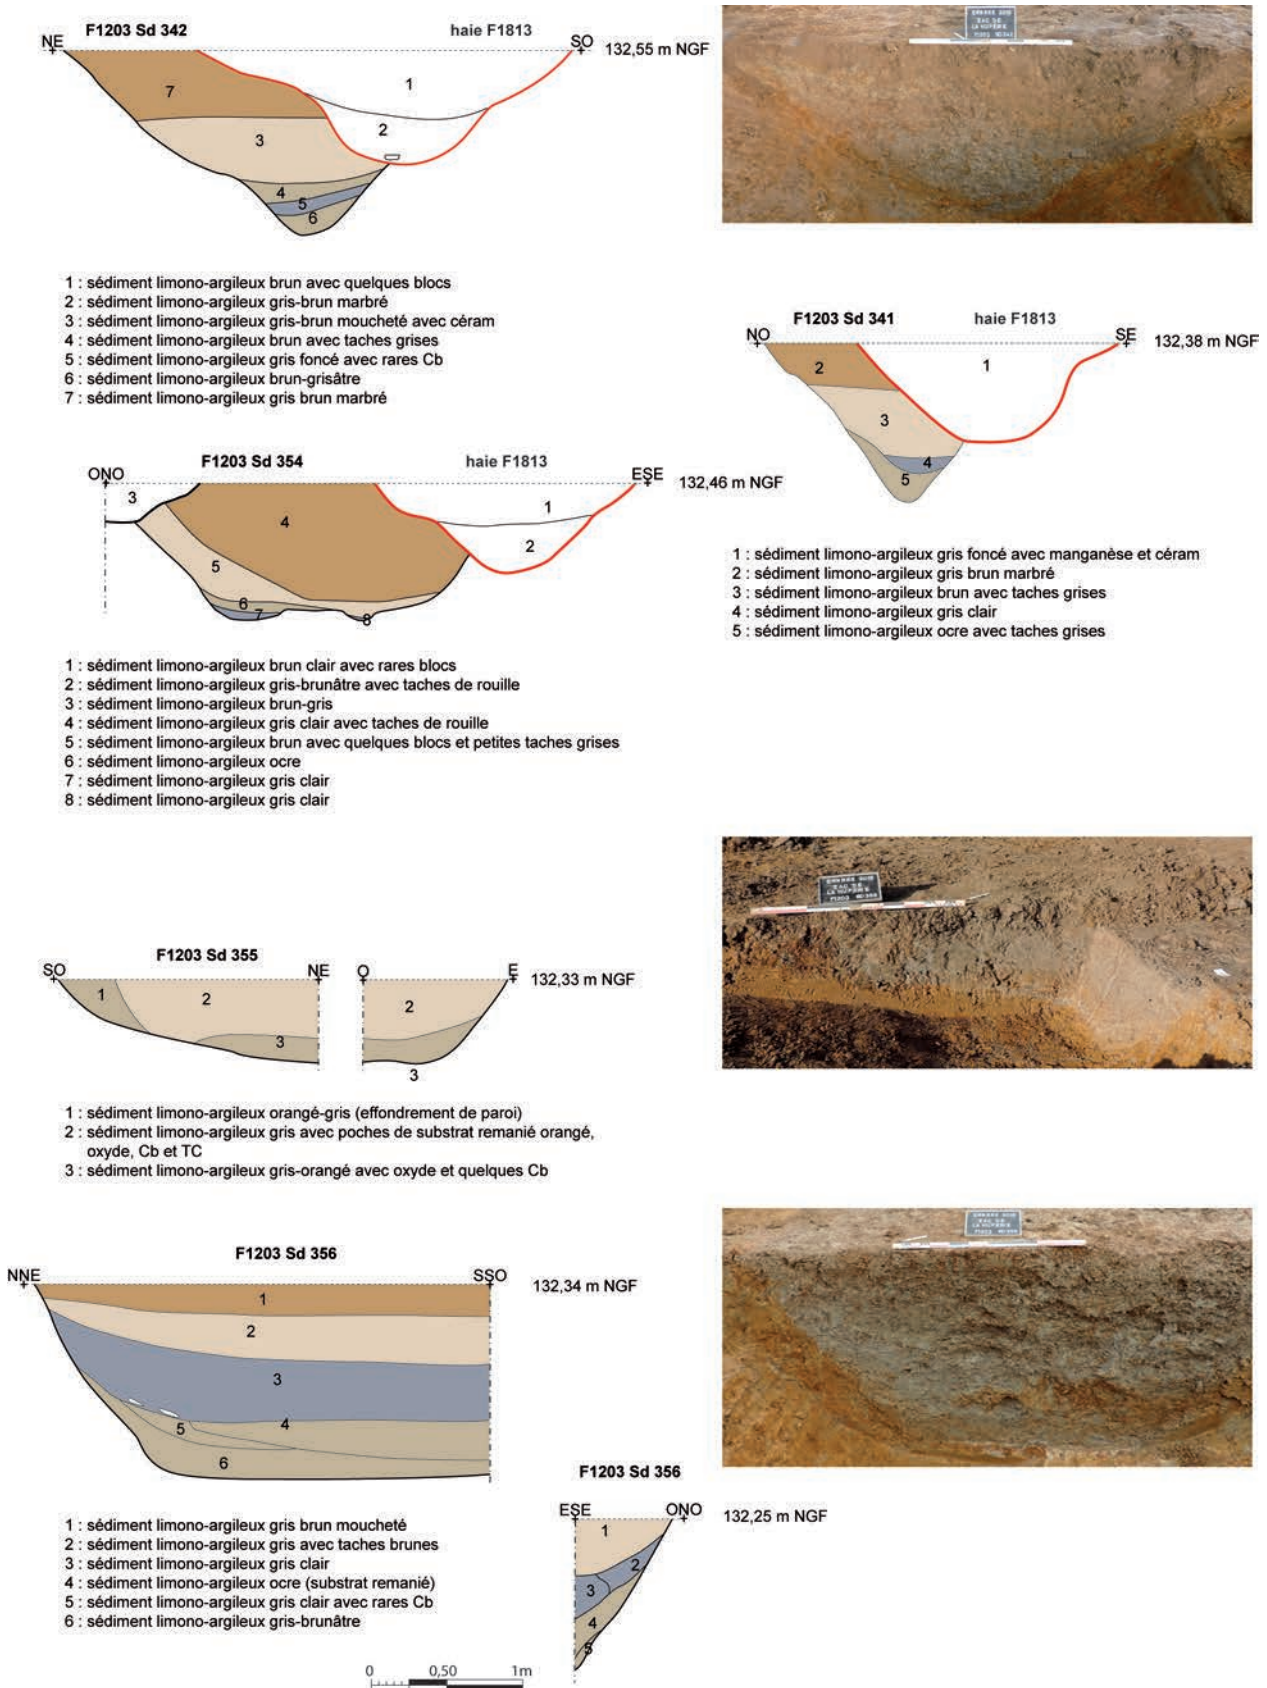 F1203 Sd 342
haie F1813
NE
SO
132,55 m NGF
1
7
2
3
4
5
6
1 : sédiment limono-argileux brun avec quelques blocs
2 : sédiment limono-argileux gris-brun marbré
3 : sédiment limono-argileux gris-brun moucheté avec céram
4 : sédiment limono-argileux brun avec taches grises
5 : sédiment limono-argileux gris foncé avec rares Cb
6 : sédiment limono-argileux brun-grisâtre
7 : sédiment limono-argileux gris brun marbré
F1203 Sd 341
haie F1813
NO
SE
132,38 m NGF
1
2
3
4
5
1 : sédiment limono-argileux gris foncé avec manganèse et céram
2 : sédiment limono-argileux gris brun marbré
3 : sédiment limono-argileux brun avec taches grises
4 : sédiment limono-argileux gris clair
5 : sédiment limono-argileux ocre avec taches grises
F1203 Sd 354
haie F1813
ONO
ESE
132,46 m NGF
3
1
4
2
5
6
7
8
1 : sédiment limono-argileux brun clair avec rares blocs
2 : sédiment limono-argileux gris-brunâtre avec taches de rouille
3 : sédiment limono-argileux brun-gris
4 : sédiment limono-argileux gris clair avec taches de rouille
5 : sédiment limono-argileux brun avec quelques blocs et petites taches grises
6 : sédiment limono-argileux ocre
7 : sédiment limono-argileux gris clair
8 : sédiment limono-argileux gris clair
F1203 Sd 355
SO
NE
O
E
132,33 m NGF
1
2
2
3
3
1 : sédiment limono-argileux orangé-gris (effondrement de paroi)
2 : sédiment limono-argileux gris avec poches de substrat remanié orangé,
oxyde, Cb et TC
3 : sédiment limono-argileux gris-orangé avec oxyde et quelques Cb
F1203 Sd 356
NNE
SSO
132,34 m NGF
1
2
3
4
5
6
1 : sédiment limono-argileux gris brun moucheté
2 : sédiment limono-argileux gris avec taches brunes
3 : sédiment limono-argileux gris clair
4 : sédiment limono-argileux ocre (substrat remanié)
5 : sédiment limono-argileux gris clair avec rares Cb
6 : sédiment limono-argileux gris-brunâtre
F1203 Sd 356
ESE
ONO
132,25 m NGF
1
2
3
4
5
0
0,50
1m